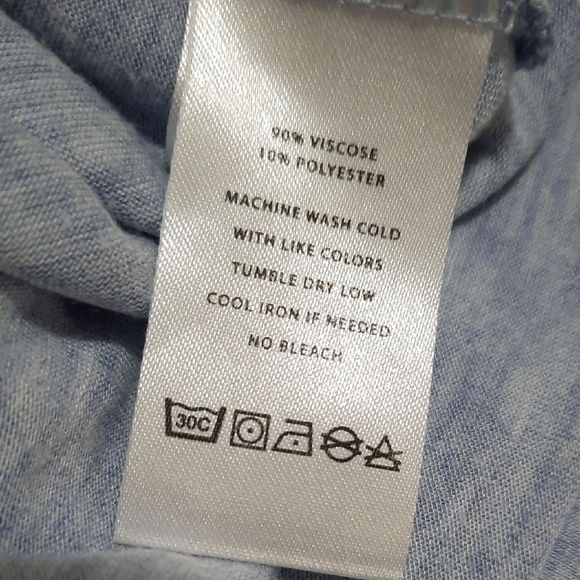 90% VISCOSE
10% POLYESTER
MACHINE WASH COLD
WITH LIKE COLORS
TUMBLE DRY LOW
COOL IRON IF NEEDED
NO BLEACH
30C